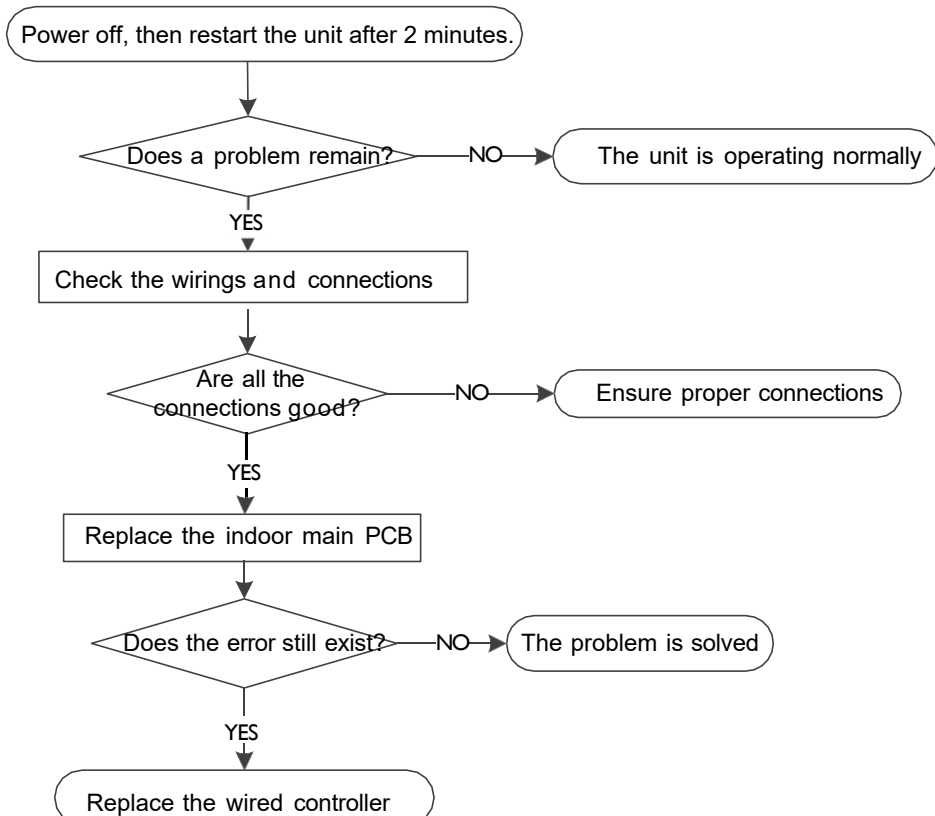 Power off, then restart the unit after 2 minutes.
Does a problem remain?
NO
The unit is operating normally
YES
Check the wirings and connections
Are all the
connections good?
NO
Ensure proper connections
YES
Replace the indoor main PCB
Does the error still exist?
NO
The problem is solved
YES
Replace the wired controller